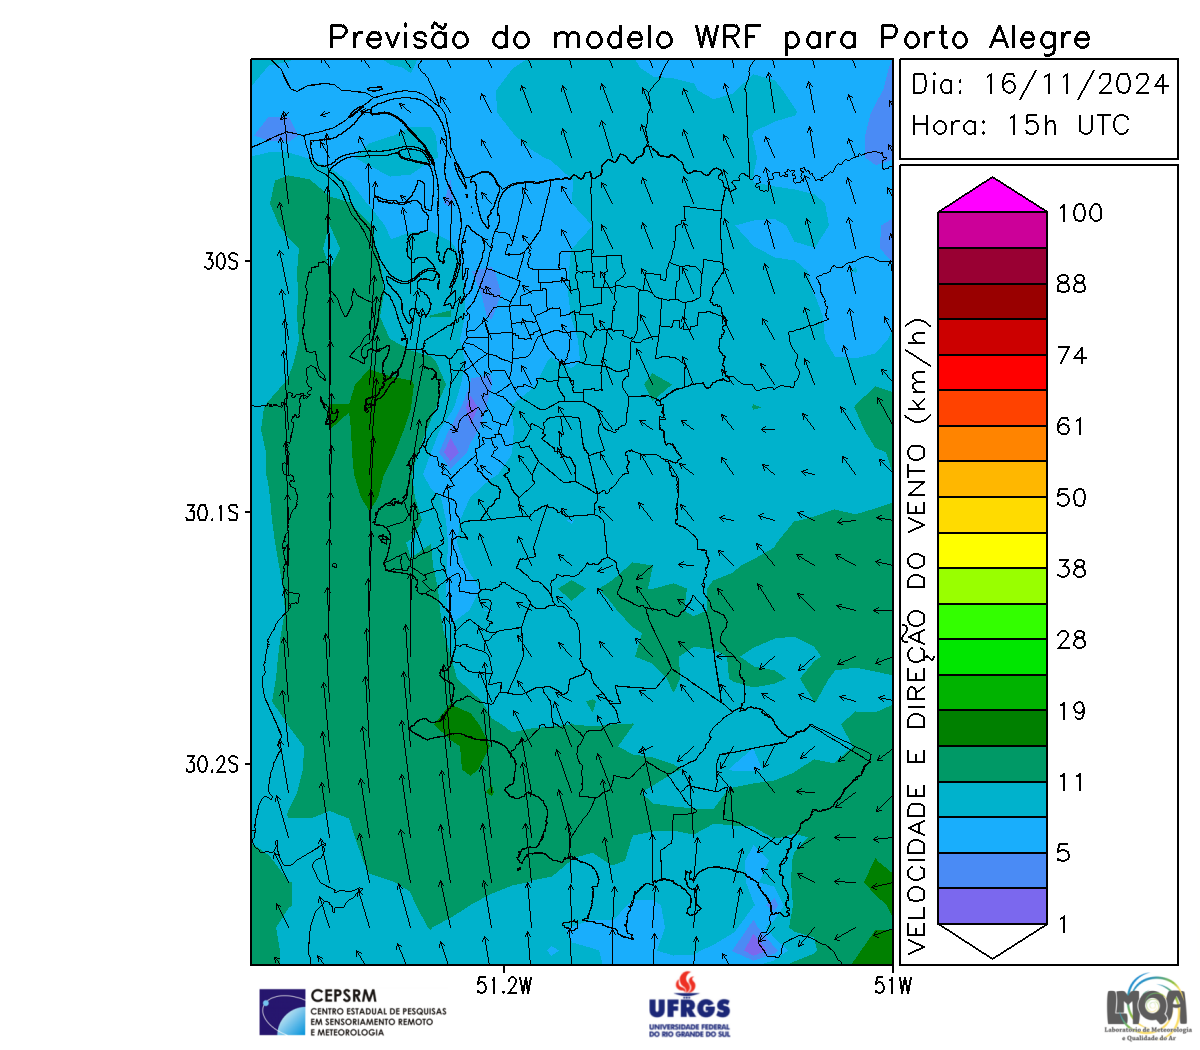 Previsão do modelo WRF para Porto Alegre
Dia: 16/11/2024
Hora: 15h UTC
VELOCIDADE E DIREÇÃO DO VENTO (km/h)
100
88
74
61
50
38
28
19
11
5
1
30S
30.1S
30.2S
51.2W
51W
CEPSRM
CENTRO ESTADUAL DE PESQUISAS
EM SENSORIAMENTO REMOTO
E METEOROLOGIA
UFRGS
UNIVERSIDADE FEDERAL
DO RIO GRANDE DO SUL
LMQA
Laboratório de Meteorologia
e Qualidade do Ar